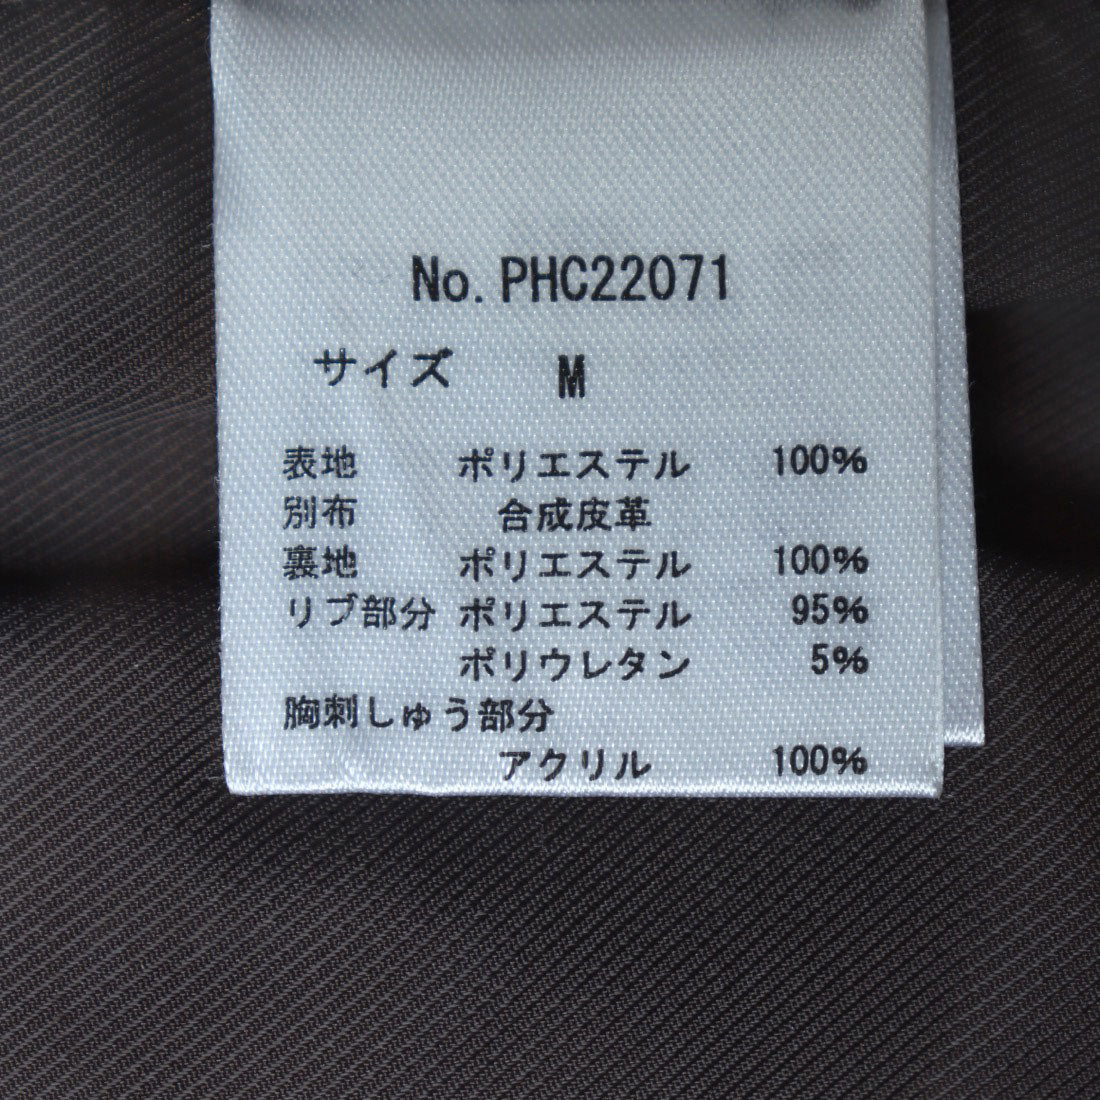 No. PHC22071
サイズ M
表地 ポリエステル 100%
別布 合成皮革
裏地 ポリエステル 100%
リブ部分 ポリエステル 95%
ポリウレタン 5%
胸刺しゅう部分
アクリル 100%